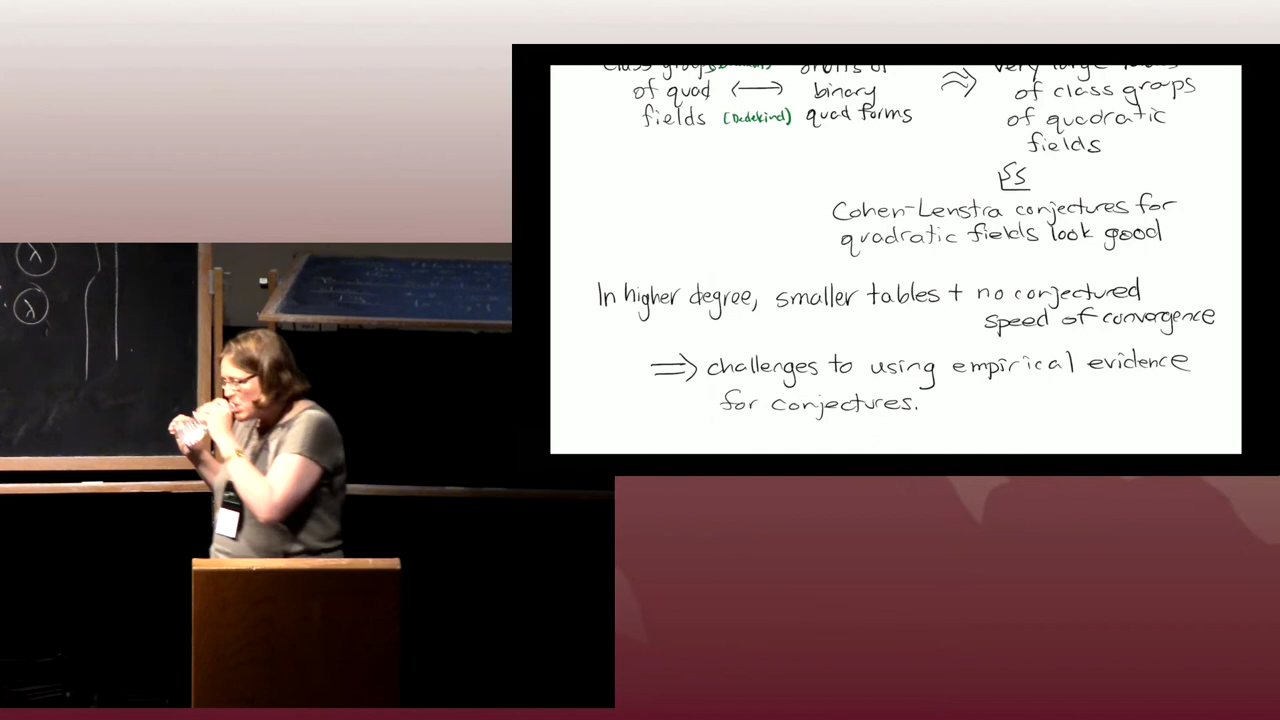 of quad ⟷ binary
fields (Dedekind) quad forms
of class groups
of quadratic
fields
Cohen-Lenstra conjectures for
quadratic fields look good
In higher degree, smaller tables + no conjectured
speed of convergence
⟹ challenges to using empirical evidence
for conjectures.
λ
λ